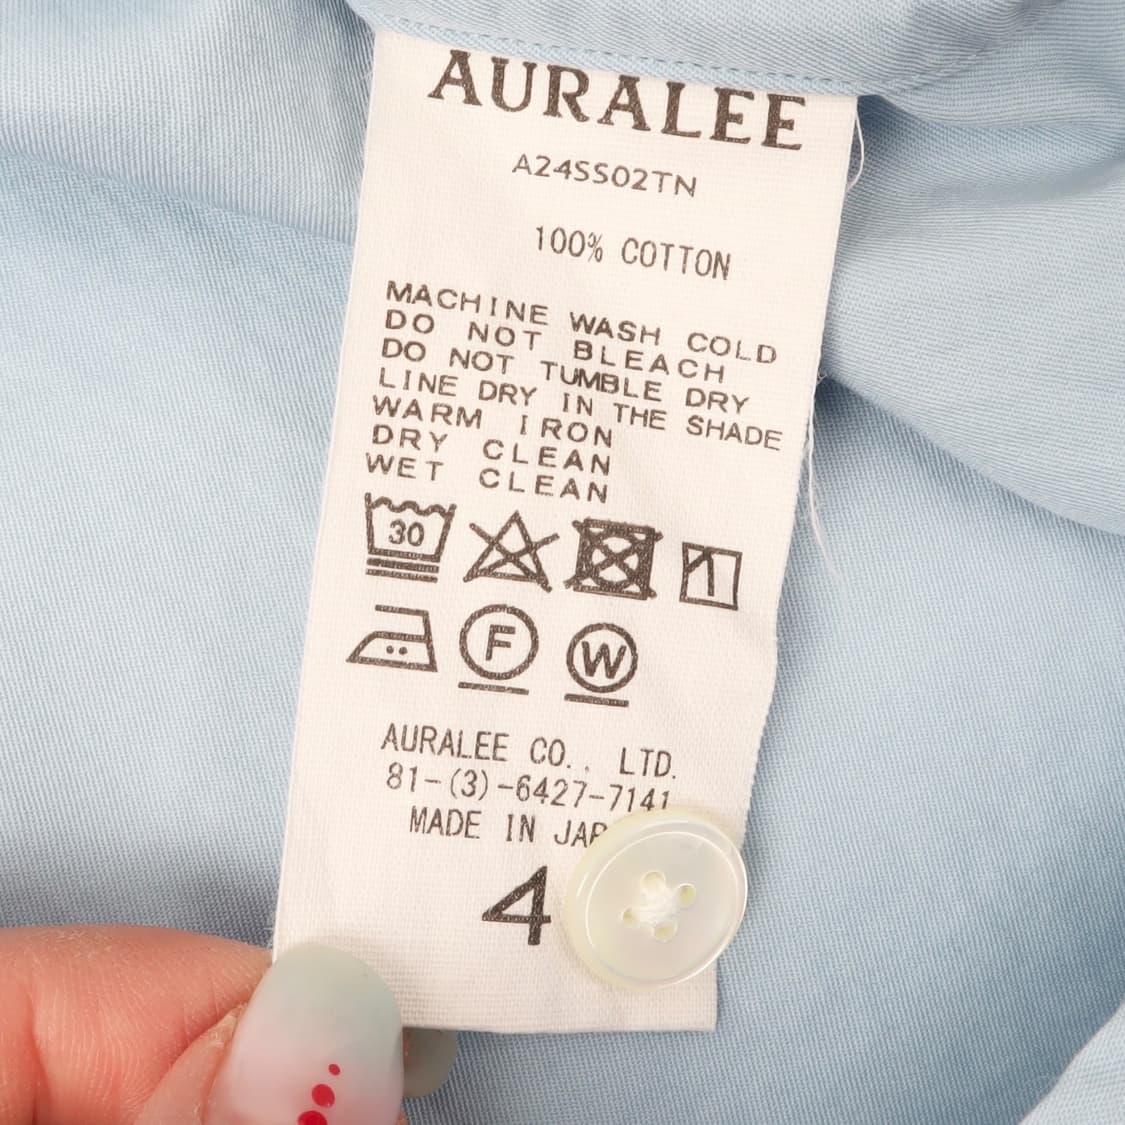 AURALEE
A24SS02TN
100% COTTON
MACHINE WASH COLD
DO NOT BLEACH
DO NOT TUMBLE DRY
LINE DRY IN THE SHADE
WARM IRON
DRY CLEAN
WET CLEAN
30
F W
AURALEE CO., LTD.
81-(3)-6427-7141
MADE IN
4